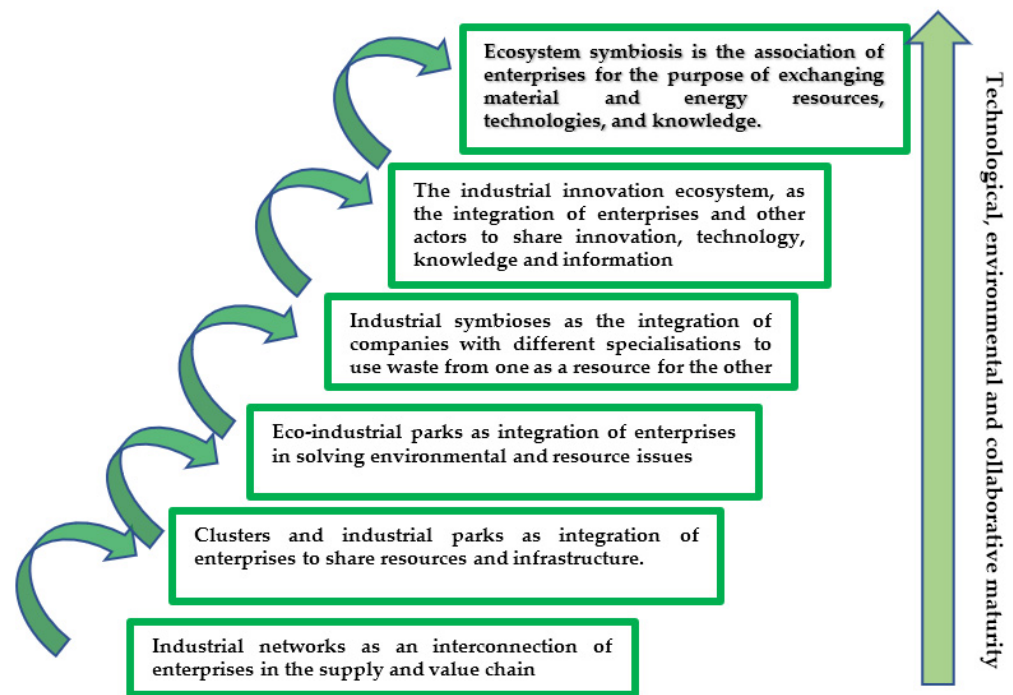 Ecosystem symbiosis is the association of
enterprises for the purpose of exchanging
material and energy resources,
technologies, and knowledge.
The industrial innovation ecosystem, as
the integration of enterprises and other
actors to share innovation, technology,
knowledge and information
Industrial symbioses as the integration of
companies with different specialisations to
use waste from one as a resource for the other
Eco-industrial parks as integration of enterprises
in solving environmental and resource issues
Clusters and industrial parks as integration of
enterprises to share resources and infrastructure.
Industrial networks as an interconnection of
enterprises in the supply and value chain
Technological, environmental and collaborative maturity